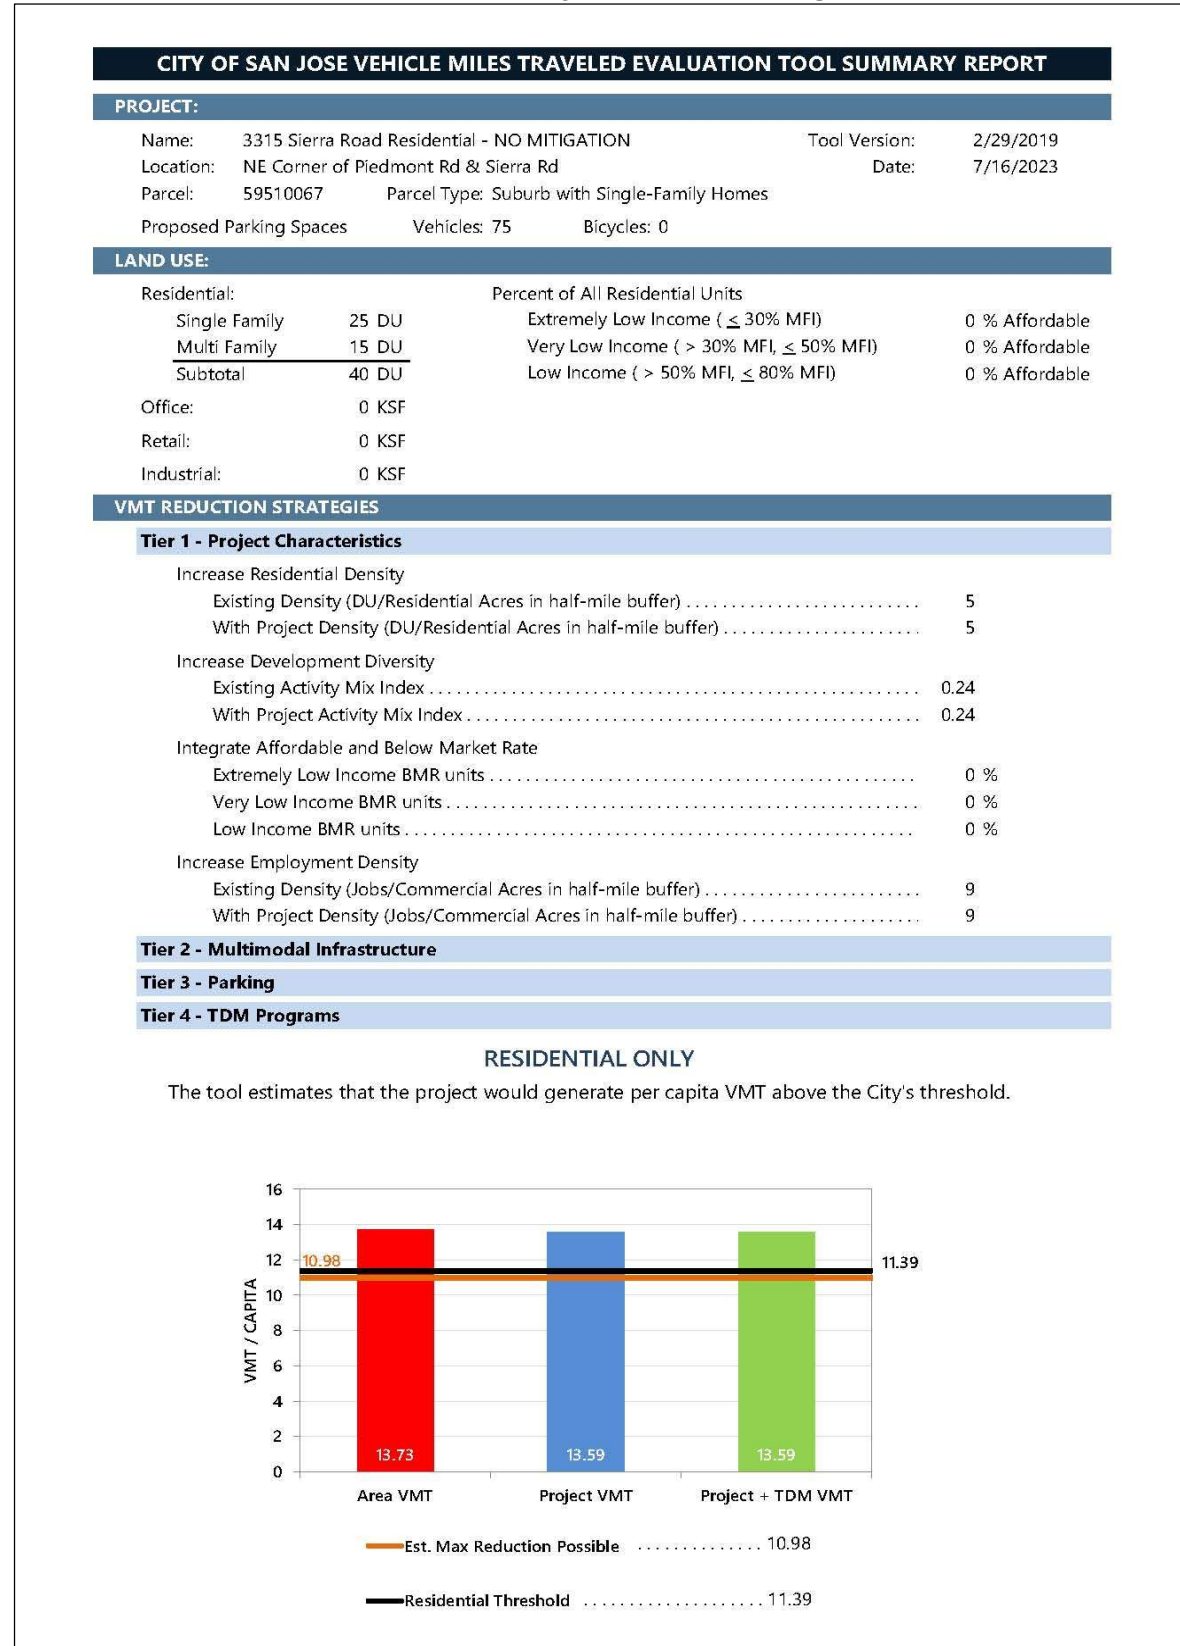 CITY OF SAN JOSE VEHICLE MILES TRAVELED EVALUATION TOOL SUMMARY REPORT
PROJECT:
Name: 3315 Sierra Road Residential - NO MITIGATION Tool Version: 2/29/2019
Location: NE Corner of Piedmont Rd & Sierra Rd Date: 7/16/2023
Parcel: 59510067 Parcel Type: Suburb with Single-Family Homes
Proposed Parking Spaces Vehicles: 75 Bicycles: 0
LAND USE:
Residential: Percent of All Residential Units
Single Family 25 DU Extremely Low Income ( ≤ 30% MFI) 0 % Affordable
Multi Family 15 DU Very Low Income ( > 30% MFI, ≤ 50% MFI) 0 % Affordable
Subtotal 40 DU Low Income ( > 50% MFI, ≤ 80% MFI) 0 % Affordable
Office: 0 KSF
Retail: 0 KSF
Industrial: 0 KSF
VMT REDUCTION STRATEGIES
Tier 1 - Project Characteristics
Increase Residential Density
Existing Density (DU/Residential Acres in half-mile buffer) . . . . . . . . . . . . . . . . . . . . . . . . . . 5
With Project Density (DU/Residential Acres in half-mile buffer) . . . . . . . . . . . . . . . . . . . . . . 5
Increase Development Diversity
Existing Activity Mix Index . . . . . . . . . . . . . . . . . . . . . . . . . . . . . . . . . . . . . . . . . . . . . . . . . . . . . . 0.24
With Project Activity Mix Index . . . . . . . . . . . . . . . . . . . . . . . . . . . . . . . . . . . . . . . . . . . . . . . . . . 0.24
Integrate Affordable and Below Market Rate
Extremely Low Income BMR units . . . . . . . . . . . . . . . . . . . . . . . . . . . . . . . . . . . . . . . . . . . . . . . 0 %
Very Low Income BMR units . . . . . . . . . . . . . . . . . . . . . . . . . . . . . . . . . . . . . . . . . . . . . . . . . . . . 0 %
Low Income BMR units . . . . . . . . . . . . . . . . . . . . . . . . . . . . . . . . . . . . . . . . . . . . . . . . . . . . . . . . 0 %
Increase Employment Density
Existing Density (Jobs/Commercial Acres in half-mile buffer) . . . . . . . . . . . . . . . . . . . . . . . . 9
With Project Density (Jobs/Commercial Acres in half-mile buffer) . . . . . . . . . . . . . . . . . . . . 9
Tier 2 - Multimodal Infrastructure
Tier 3 - Parking
Tier 4 - TDM Programs
RESIDENTIAL ONLY
The tool estimates that the project would generate per capita VMT above the City's threshold.
16
14
12 10.98 11.39
10
8
6
4
2
0
VMT / CAPITA
13.73 13.59 13.59
Area VMT Project VMT Project + TDM VMT
Est. Max Reduction Possible . . . . . . . . . . . . . . 10.98
Residential Threshold . . . . . . . . . . . . . . . . . . . . 11.39